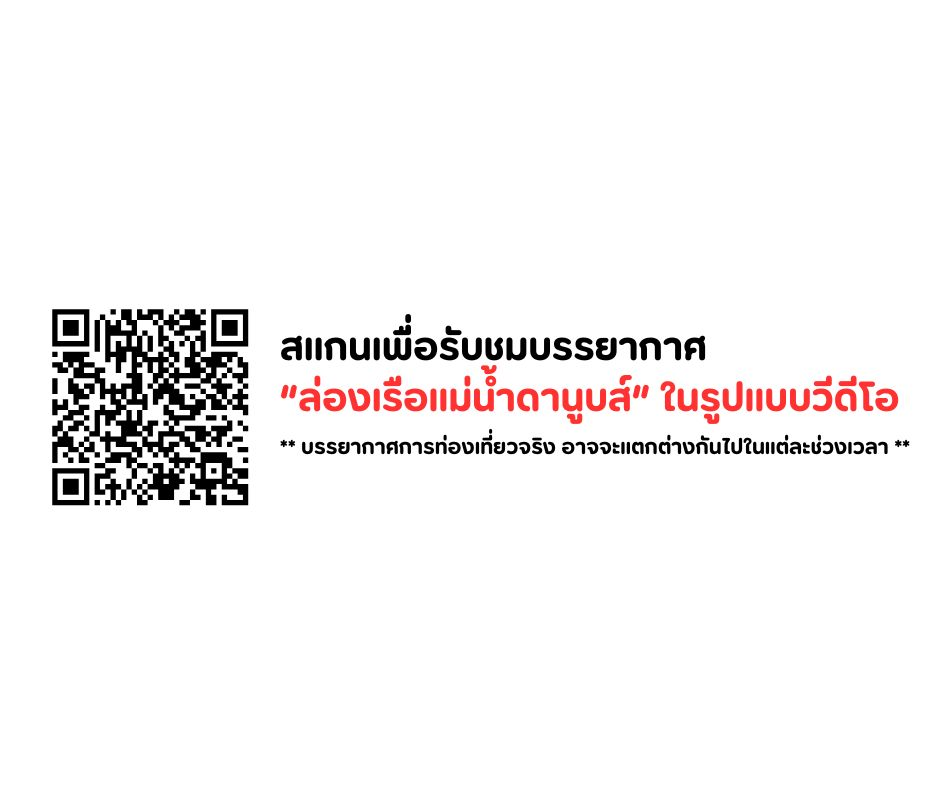 สแกนเพื่อรับชมบรรยากาศ
“ล่องเรือแม่น้ำดานูบส์” ในรูปแบบวีดีโอ
** บรรยากาศการท่องเที่ยวจริง อาจจะแตกต่างกันไปในแต่ละช่วงเวลา **